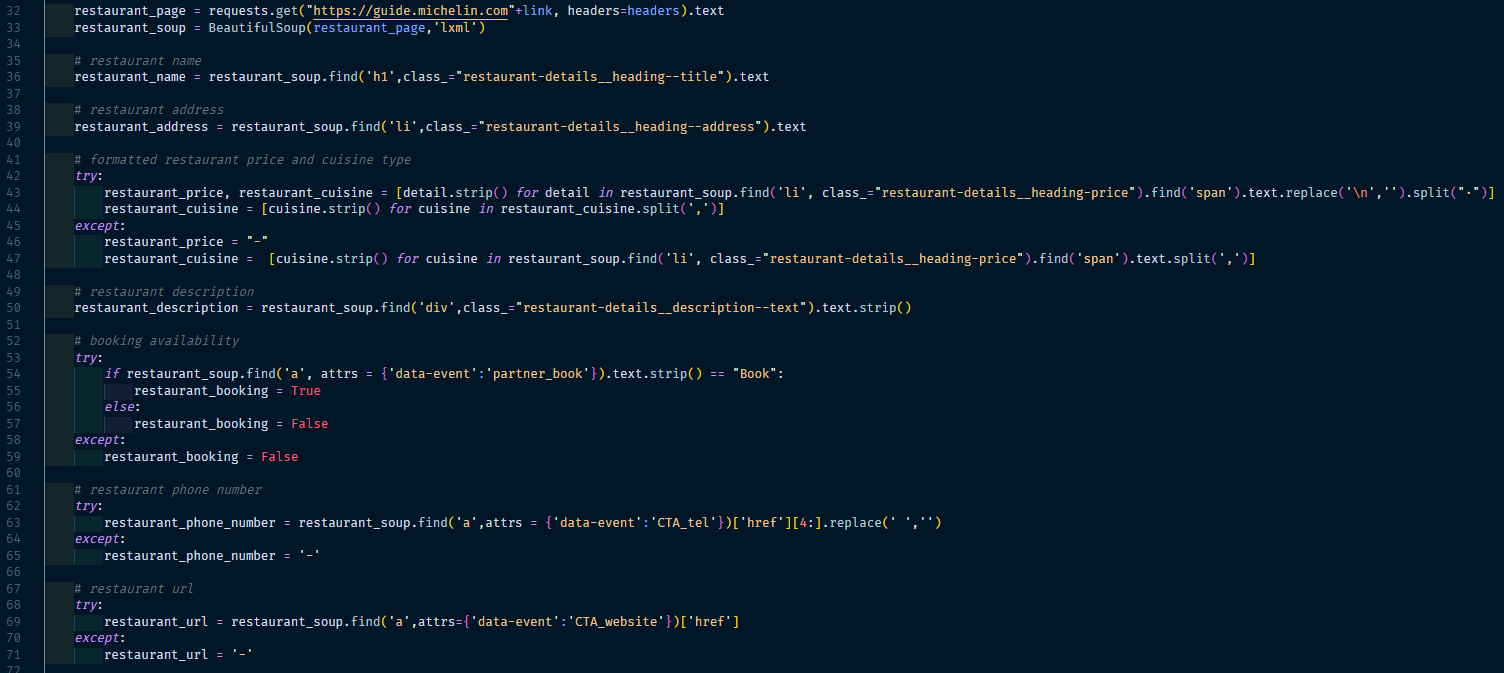 32 restaurant_page = requests.get("https://guide.michelin.com"+link, headers=headers).text
33 restaurant_soup = BeautifulSoup(restaurant_page,'lxml')
34
35 # restaurant name
36 restaurant_name = restaurant_soup.find('h1',class_="restaurant-details__heading--title").text
37
38 # restaurant address
39 restaurant_address = restaurant_soup.find('li',class_="restaurant-details__heading--address").text
40
41 # formatted restaurant price and cuisine type
42 try:
43 restaurant_price, restaurant_cuisine = [detail.strip() for detail in restaurant_soup.find('li', class_="restaurant-details__heading-price").find('span').text.replace('\n','').split("·")]
44 restaurant_cuisine = [cuisine.strip() for cuisine in restaurant_cuisine.split(',')]
45 except:
46 restaurant_price = "-"
47 restaurant_cuisine =  [cuisine.strip() for cuisine in restaurant_soup.find('li', class_="restaurant-details__heading-price").find('span').text.split(',')]
48
49 # restaurant description
50 restaurant_description = restaurant_soup.find('div',class_="restaurant-details__description--text").text.strip()
51
52 # booking availability
53 try:
54 if restaurant_soup.find('a', attrs = {'data-event':'partner_book'}).text.strip() == "Book":
55 restaurant_booking = True
56 else:
57 restaurant_booking = False
58 except:
59 restaurant_booking = False
60
61 # restaurant phone number
62 try:
63 restaurant_phone_number = restaurant_soup.find('a',attrs = {'data-event':'CTA_tel'})['href'][4:].replace(' ','')
64 except:
65 restaurant_phone_number = '-'
66
67 # restaurant url
68 try:
69 restaurant_url = restaurant_soup.find('a',attrs={'data-event':'CTA_website'})['href']
70 except:
71 restaurant_url = '-'
72